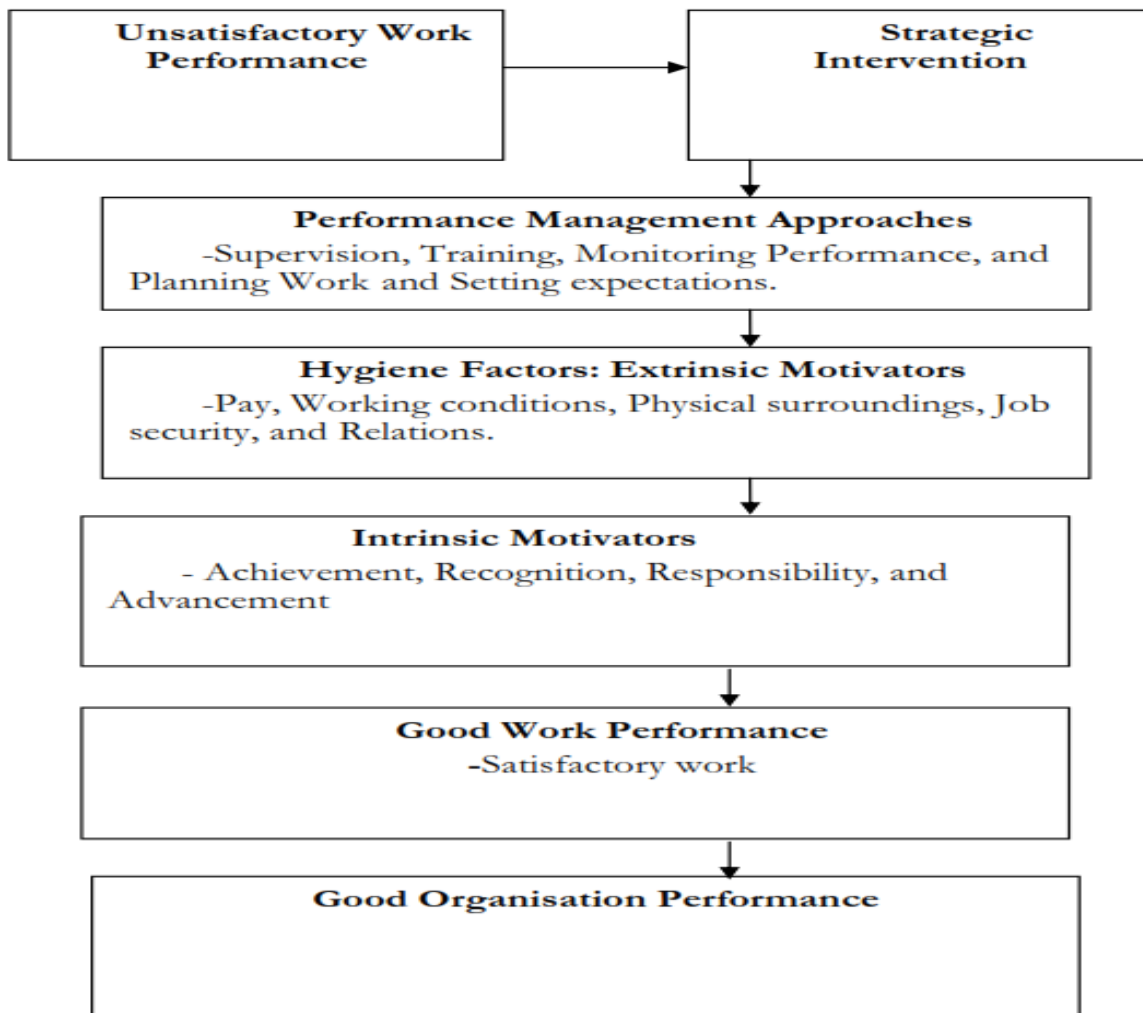 Unsatisfactory Work
Performance
Strategic
Intervention
Performance Management Approaches
-Supervision, Training, Monitoring Performance, and
Planning Work and Setting expectations.
Hygiene Factors: Extrinsic Motivators
-Pay, Working conditions, Physical surroundings, Job
security, and Relations.
Intrinsic Motivators
- Achievement, Recognition, Responsibility, and
Advancement
Good Work Performance
-Satisfactory work
Good Organisation Performance